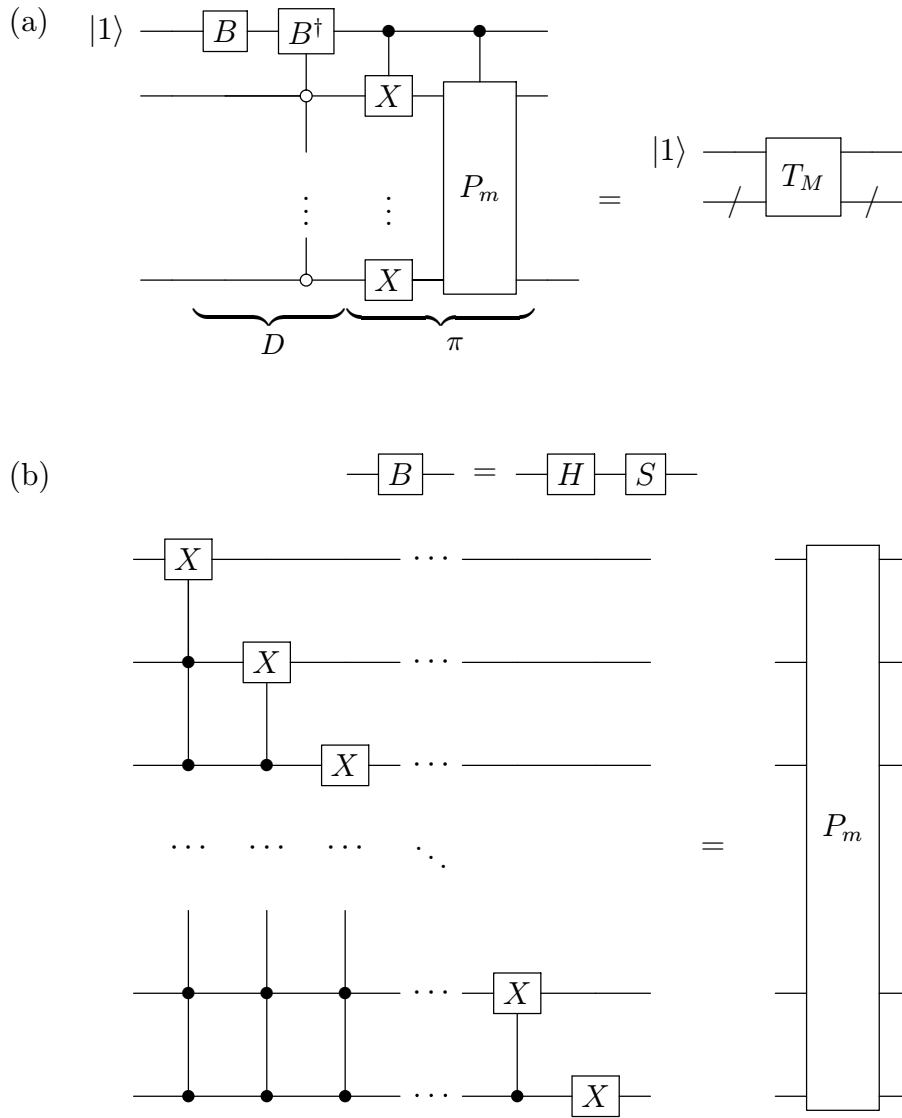 (a)
|1⟩ B B† X
X
P_m
⋮ ⋮
=
|1⟩ T_M
X
D π
(b)
B = H S
X ⋯
X ⋯
X ⋯
⋯ ⋯ ⋯ ⋱ = P_m
⋯ X
⋯ X